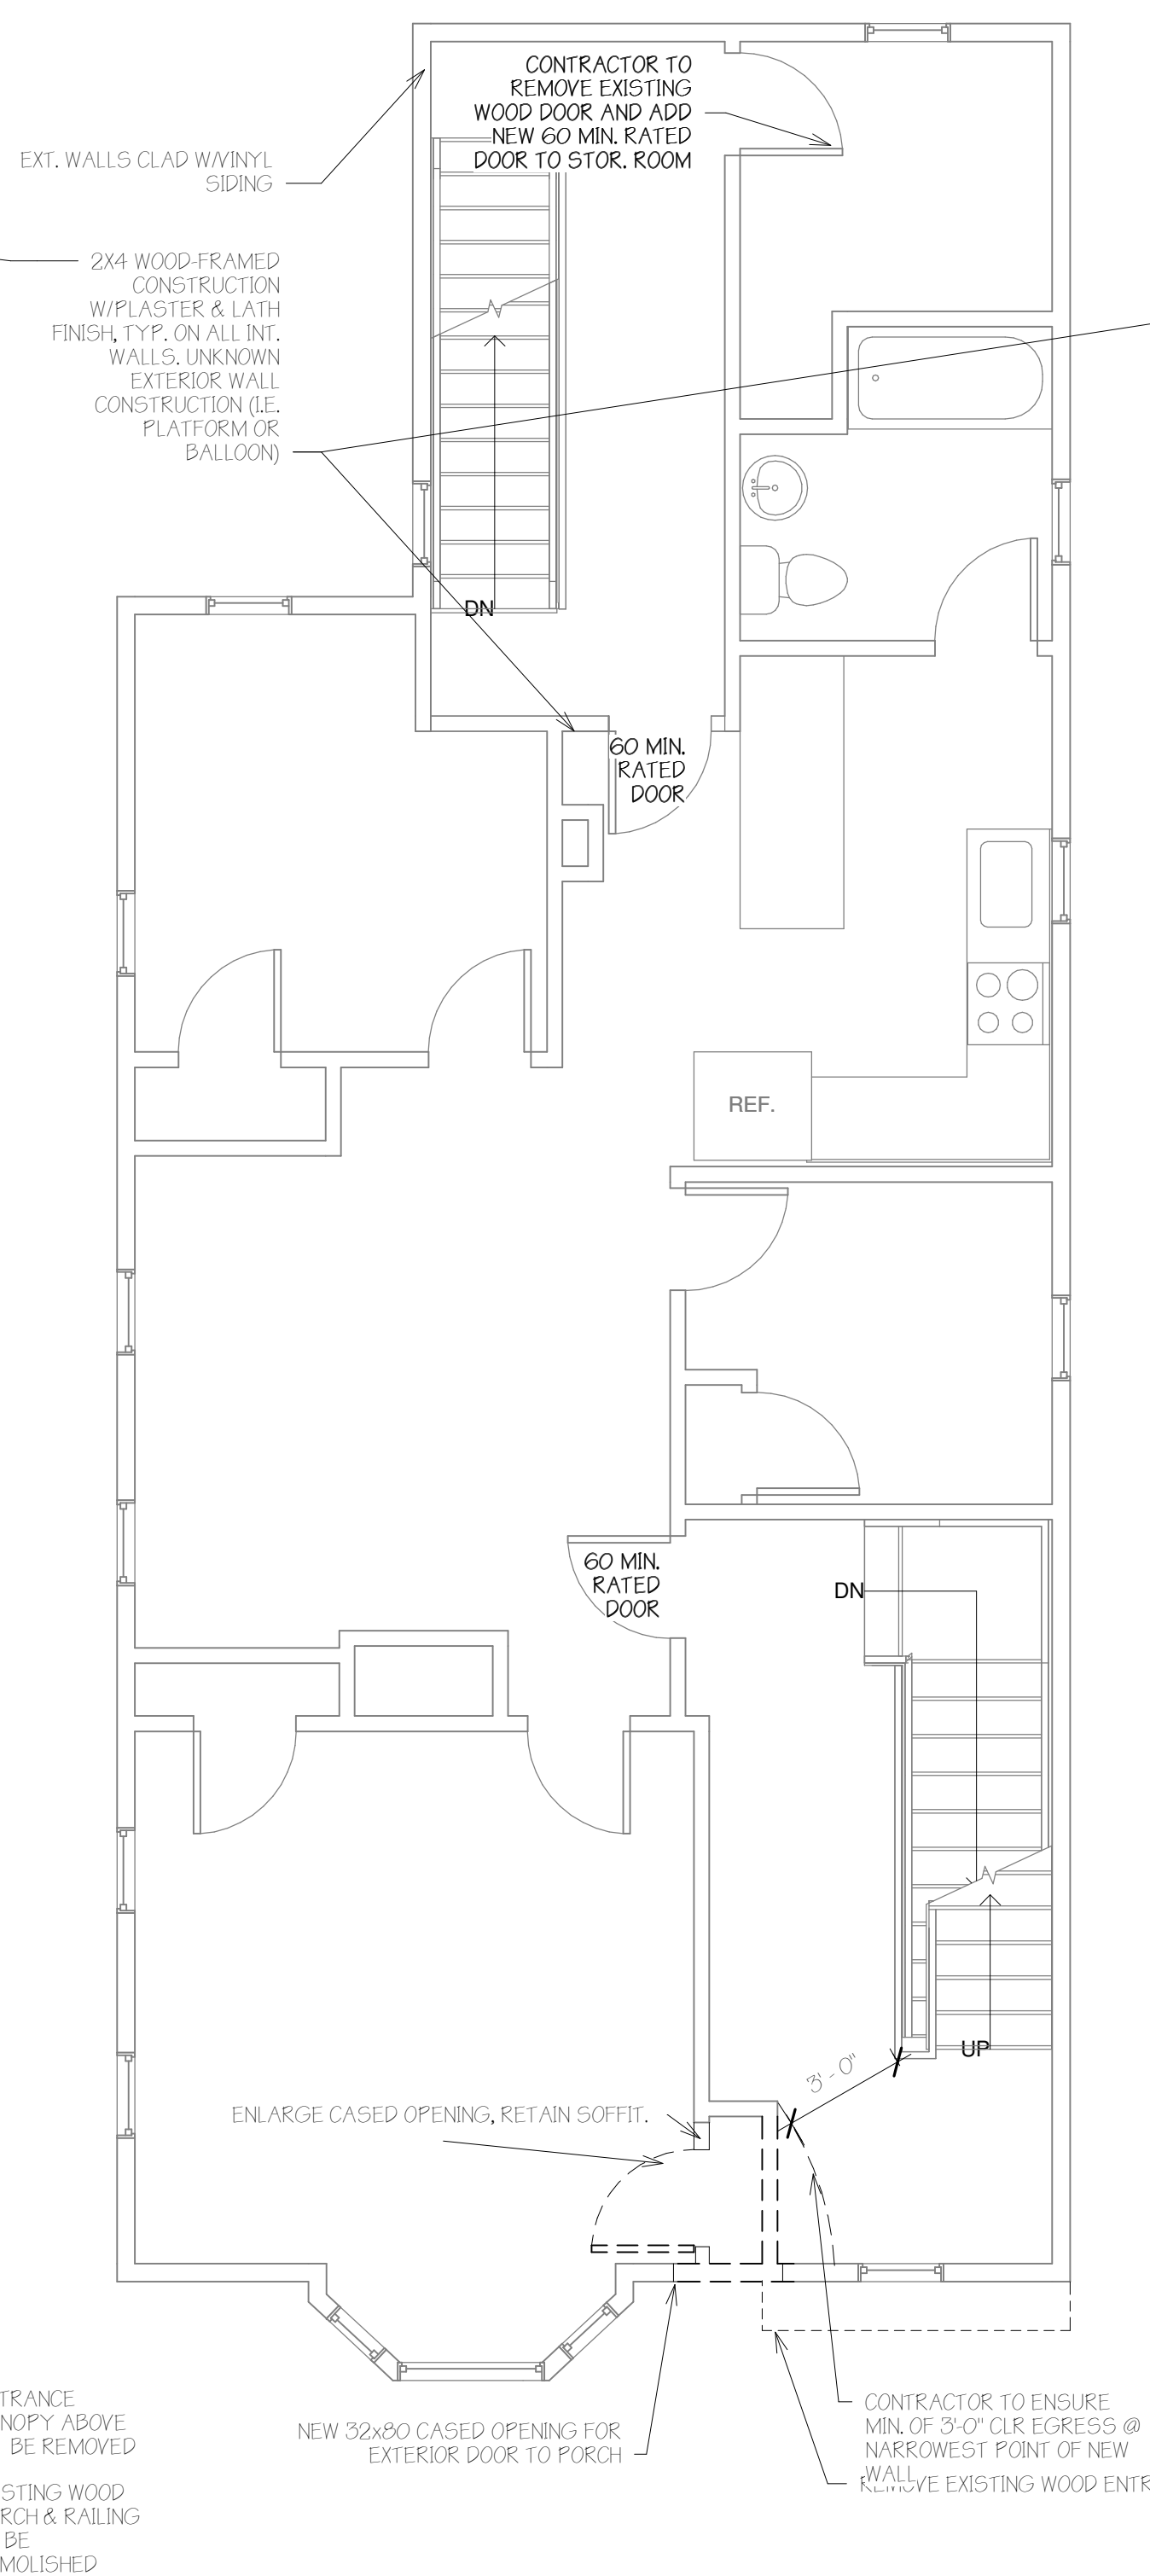 CONTRACTOR TO
REMOVE EXISTING
WOOD DOOR AND ADD
NEW 60 MIN. RATED
DOOR TO STOR. ROOM
EXT. WALLS CLAD W/VINYL
SIDING
2X4 WOOD-FRAMED
CONSTRUCTION
W/PLASTER & LATH
FINISH, TYP. ON ALL INT.
WALLS. UNKNOWN
EXTERIOR WALL
CONSTRUCTION (I.E.
PLATFORM OR
BALLOON)
DN
60 MIN.
RATED
DOOR
REF.
60 MIN.
RATED
DOOR
DN
UP
3' - 0"
ENLARGE CASED OPENING, RETAIN SOFFIT.
TRANCE
NOPY ABOVE
BE REMOVED
STING WOOD
RCH & RAILING
BE
MOLISHED
NEW 32x80 CASED OPENING FOR
EXTERIOR DOOR TO PORCH
CONTRACTOR TO ENSURE
MIN. OF 3'-0" CLR EGRESS @
NARROWEST POINT OF NEW
WALL
REMOVE EXISTING WOOD ENTR